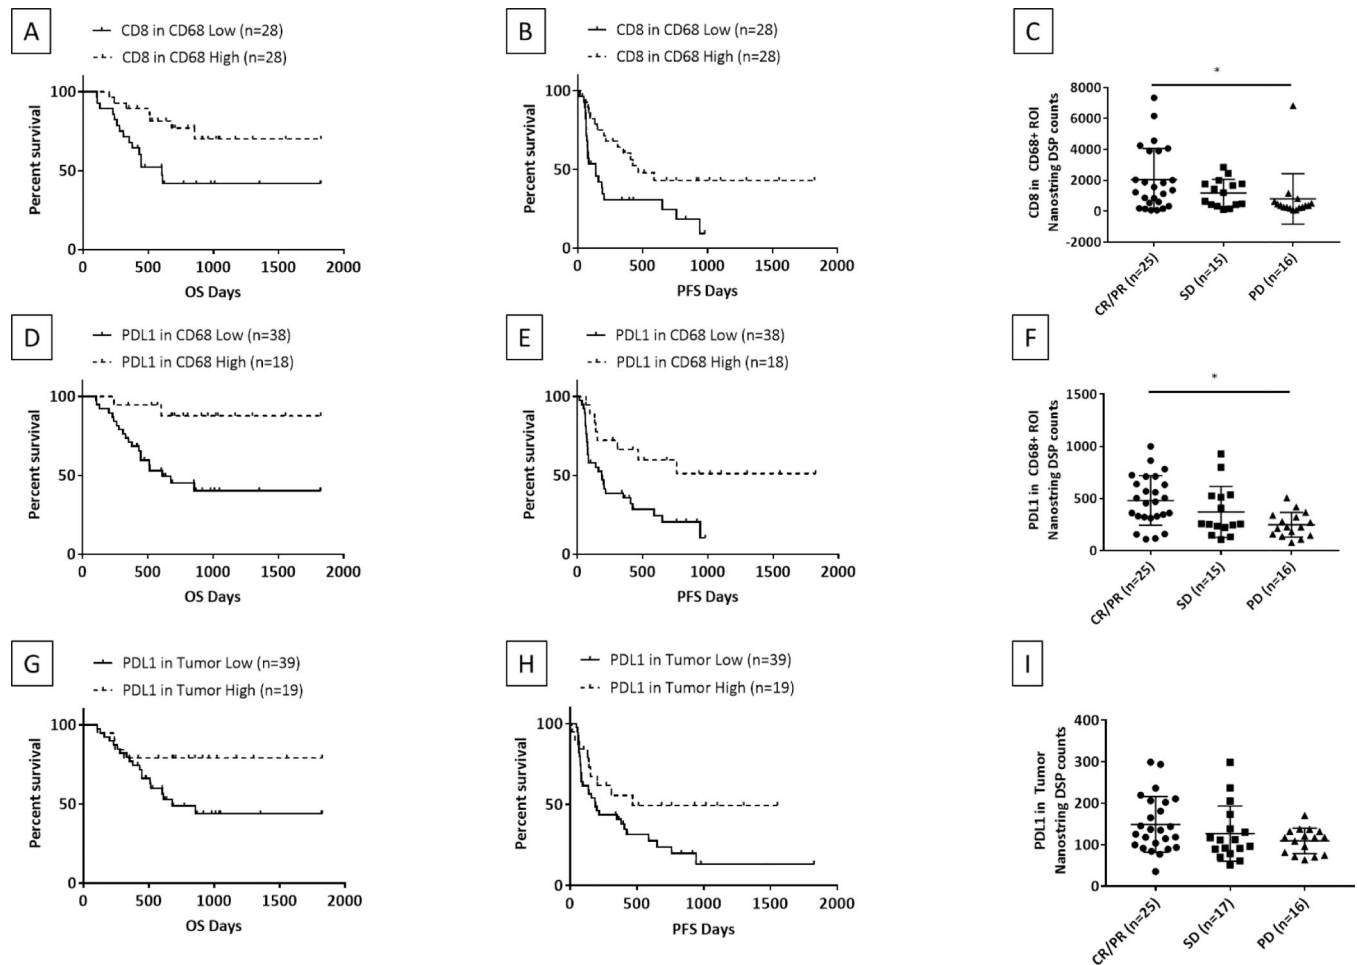 A
CD8 in CD68 Low (n=28)
CD8 in CD68 High (n=28)
Percent survival
100
50
0
0 500 1000 1500 2000
OS Days
B
CD8 in CD68 Low (n=28)
CD8 in CD68 High (n=28)
Percent survival
100
50
0
0 500 1000 1500 2000
PFS Days
C
*
CD8 in CD68+ ROI
Nanostring DSP counts
8000
6000
4000
2000
0
-2000
CR/PR (n=25)
SD (n=15)
PD (n=16)
D
PDL1 in CD68 Low (n=38)
PDL1 in CD68 High (n=18)
Percent survival
100
50
0
0 500 1000 1500 2000
OS Days
E
PDL1 in CD68 Low (n=38)
PDL1 in CD68 High (n=18)
Percent survival
100
50
0
0 500 1000 1500 2000
PFS Days
F
*
PDL1 in CD68+ ROI
Nanostring DSP counts
1500
1000
500
0
CR/PR (n=25)
SD (n=15)
PD (n=16)
G
PDL1 in Tumor Low (n=39)
PDL1 in Tumor High (n=19)
Percent survival
100
50
0
0 500 1000 1500 2000
OS Days
H
PDL1 in Tumor Low (n=39)
PDL1 in Tumor High (n=19)
Percent survival
100
50
0
0 500 1000 1500 2000
PFS Days
I
PDL1 in Tumor
Nanostring DSP counts
400
300
200
100
0
CR/PR (n=25)
SD (n=17)
PD (n=16)